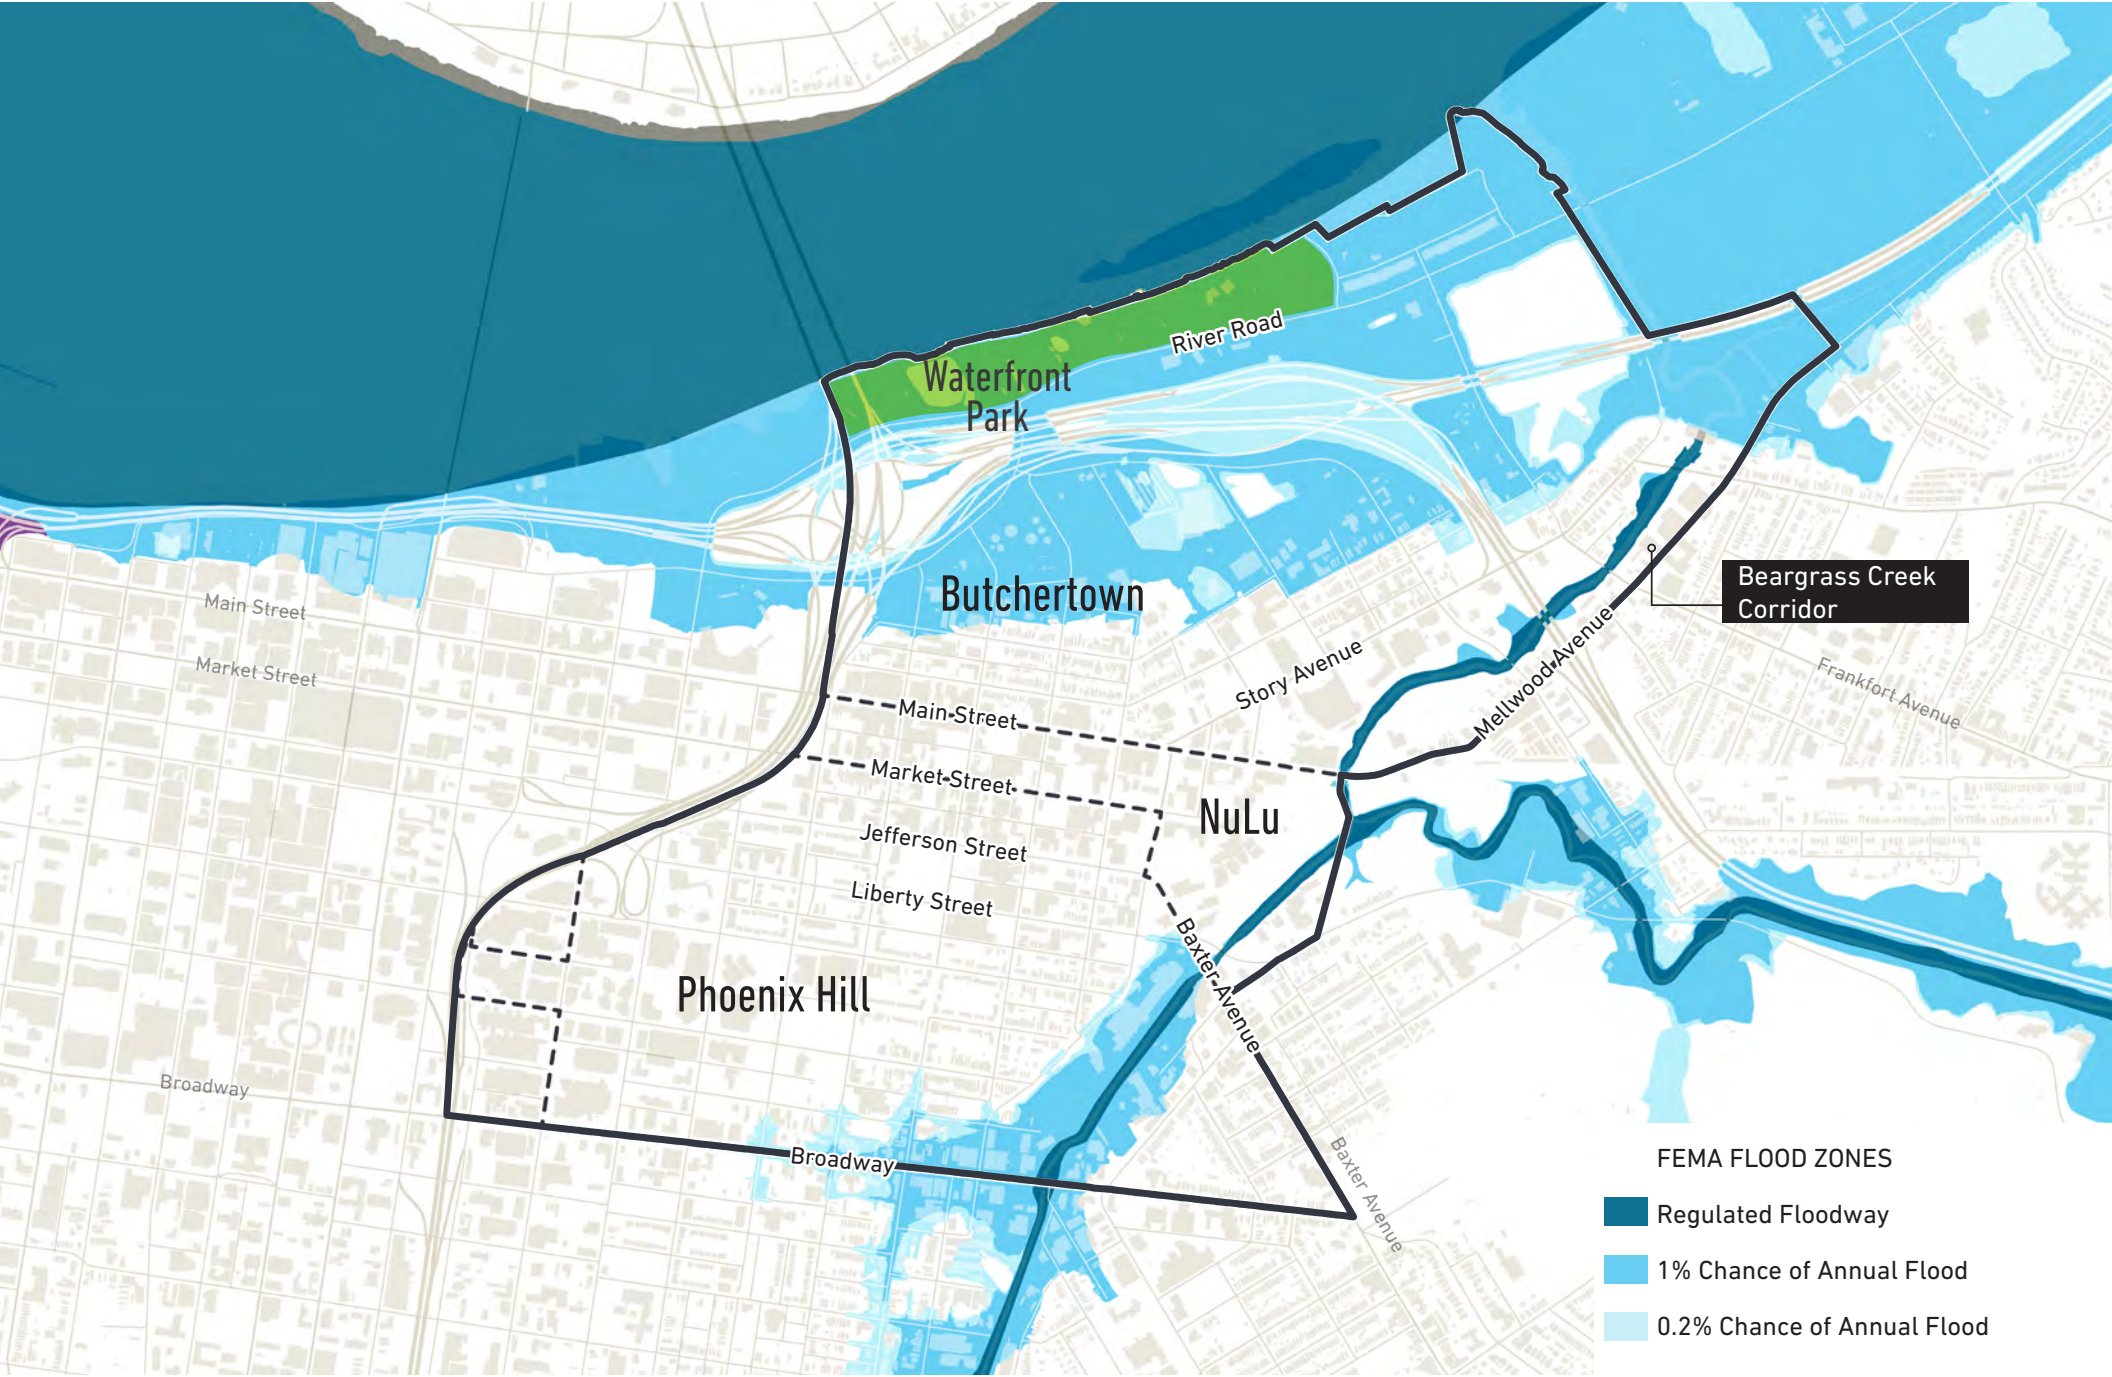 River Road
Waterfront
Park
Butchertown
Beargrass Creek
Corridor
Main Street
Market Street
Story Avenue
Mellwood Avenue
Frankfort Avenue
Main Street
Market Street
NuLu
Jefferson Street
Liberty Street
Baxter Avenue
Phoenix Hill
Broadway
Broadway
Baxter Avenue
FEMA FLOOD ZONES
Regulated Floodway
1% Chance of Annual Flood
0.2% Chance of Annual Flood